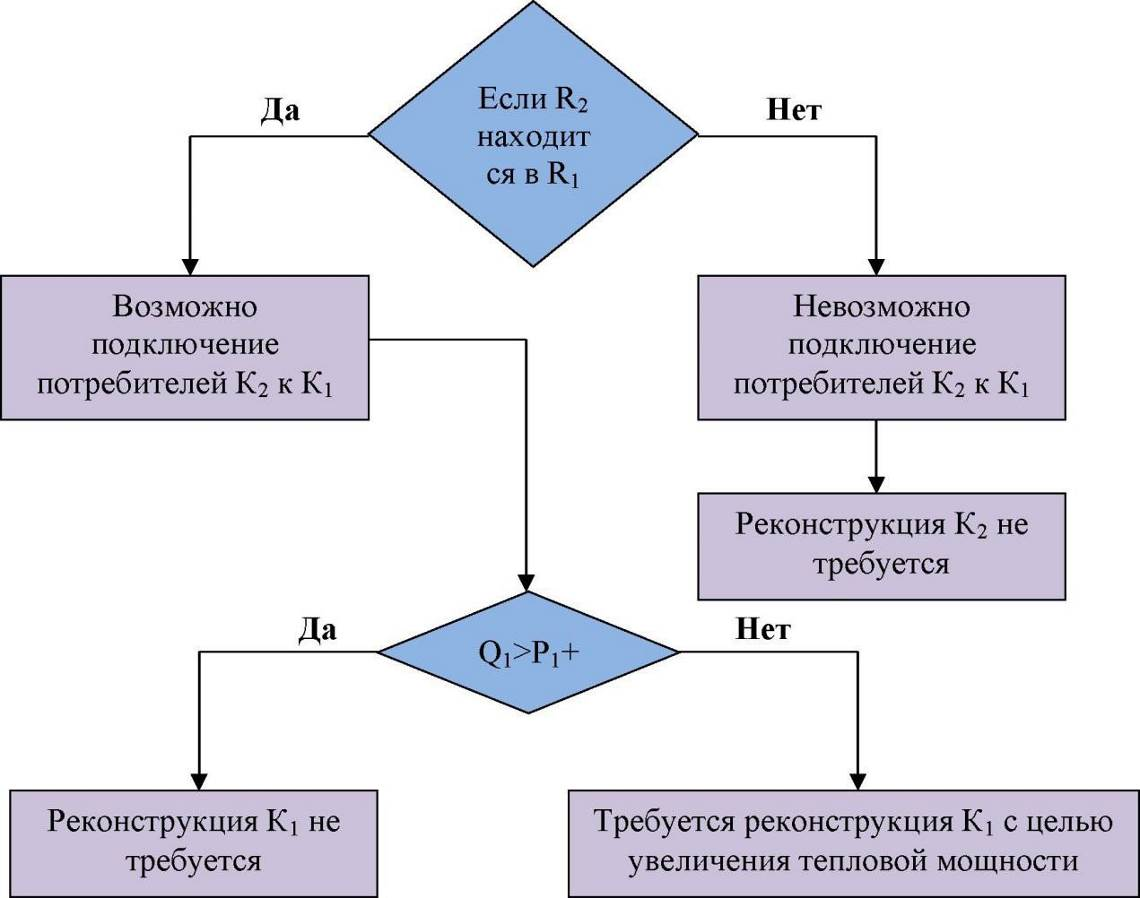 Если R₂
находит
ся в R₁
Да
Нет
Возможно
подключение
потребителей К₂ к К₁
Невозможно
подключение
потребителей К₂ к К₁
Реконструкция К₂ не
требуется
Да
Q₁>P₁+
Нет
Реконструкция К₁ не
требуется
Требуется реконструкция К₁ с целью
увеличения тепловой мощности